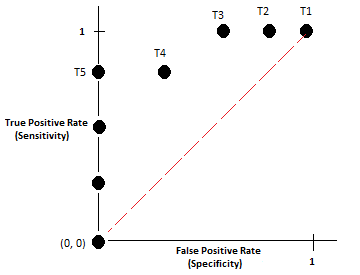 T3
T2
T1
1
T4
T5
True Positive Rate
(Sensitivity)
(0, 0)
False Positive Rate
(Specificity)
1